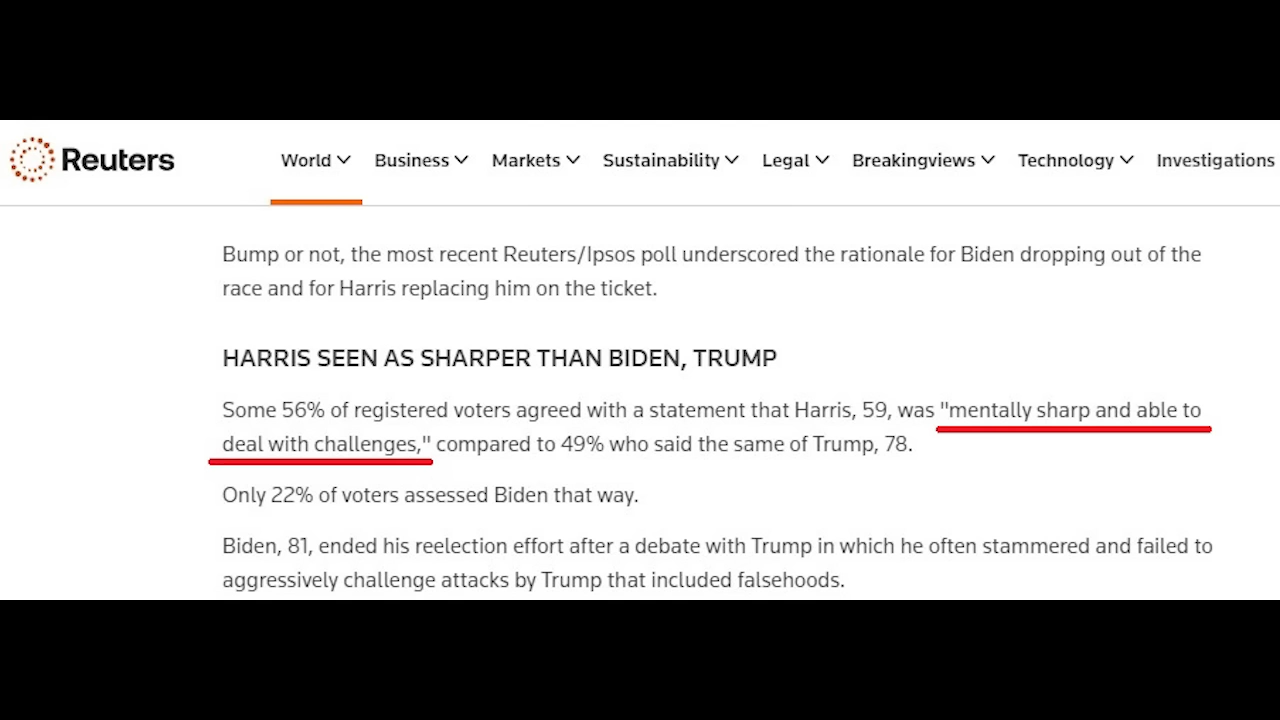 Reuters
World Business Markets Sustainability Legal Breakingviews Technology Investigations
Bump or not, the most recent Reuters/Ipsos poll underscored the rationale for Biden dropping out of the
race and for Harris replacing him on the ticket.
HARRIS SEEN AS SHARPER THAN BIDEN, TRUMP
Some 56% of registered voters agreed with a statement that Harris, 59, was "mentally sharp and able to
deal with challenges," compared to 49% who said the same of Trump, 78.
Only 22% of voters assessed Biden that way.
Biden, 81, ended his reelection effort after a debate with Trump in which he often stammered and failed to
aggressively challenge attacks by Trump that included falsehoods.